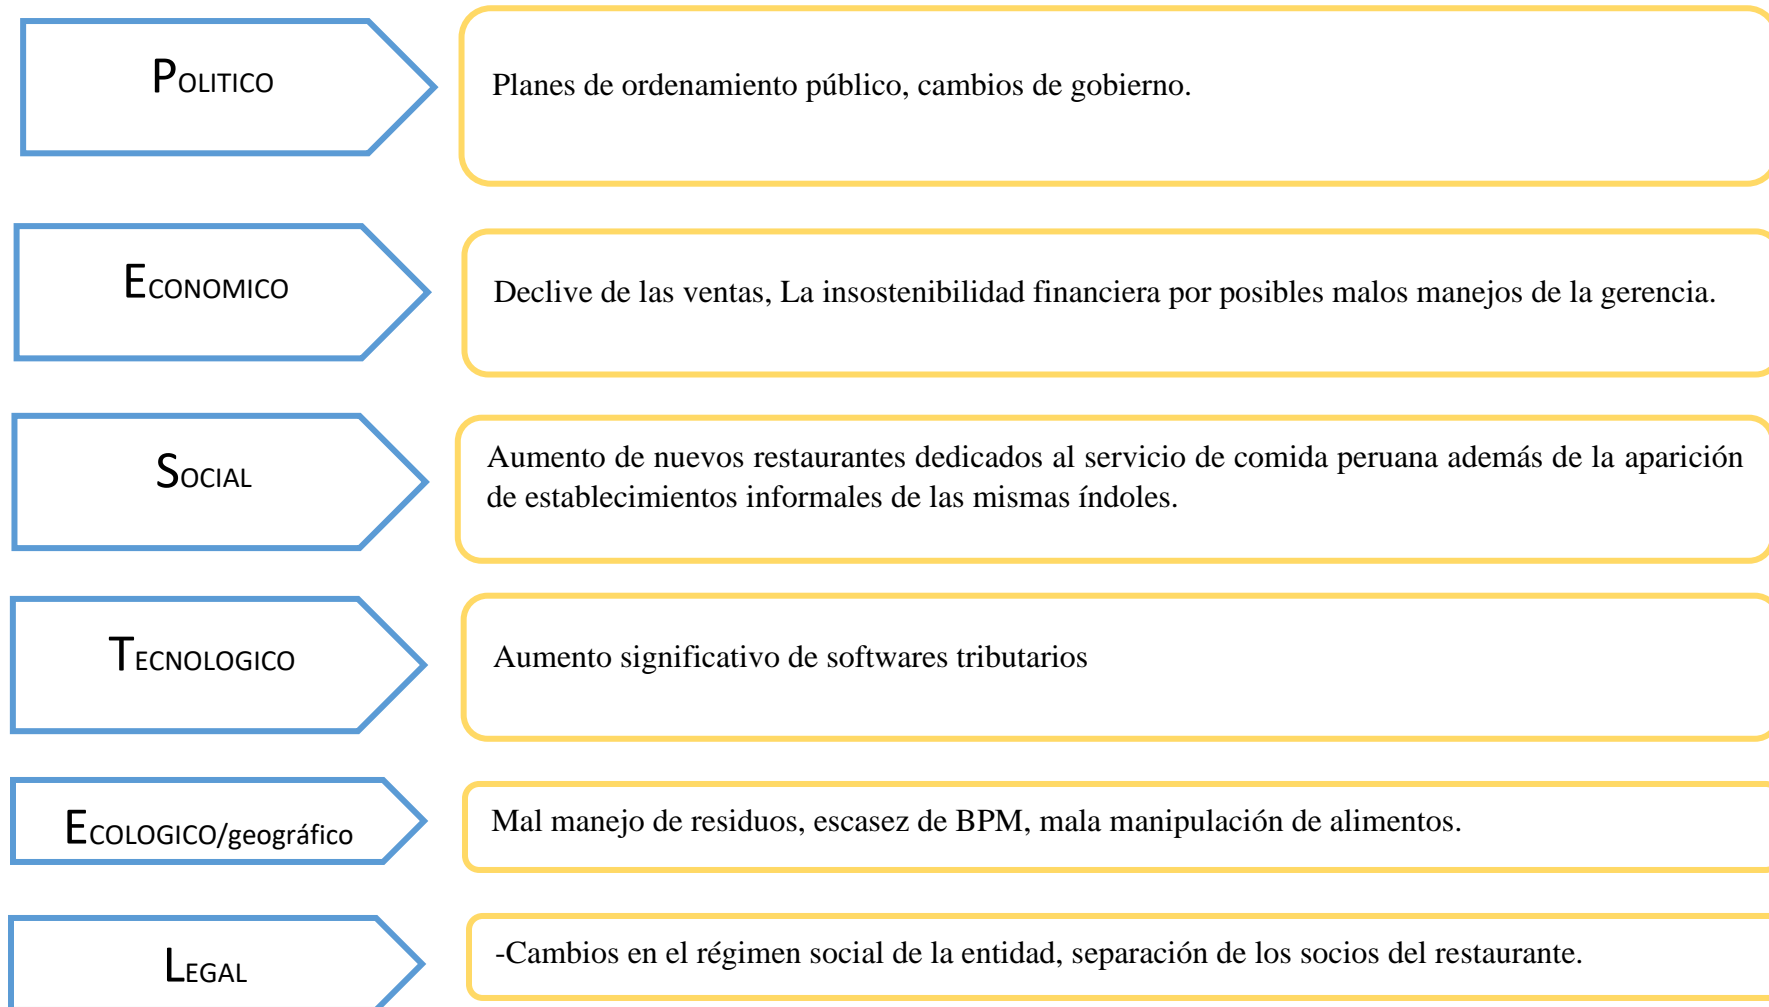 POLITICO
Planes de ordenamiento público, cambios de gobierno.
ECONOMICO
Declive de las ventas, La insostenibilidad financiera por posibles malos manejos de la gerencia.
SOCIAL
Aumento de nuevos restaurantes dedicados al servicio de comida peruana además de la aparición
de establecimientos informales de las mismas índoles.
TECNOLOGICO
Aumento significativo de softwares tributarios
ECOLOGICO/geográfico
Mal manejo de residuos, escasez de BPM, mala manipulación de alimentos.
LEGAL
-Cambios en el régimen social de la entidad, separación de los socios del restaurante.